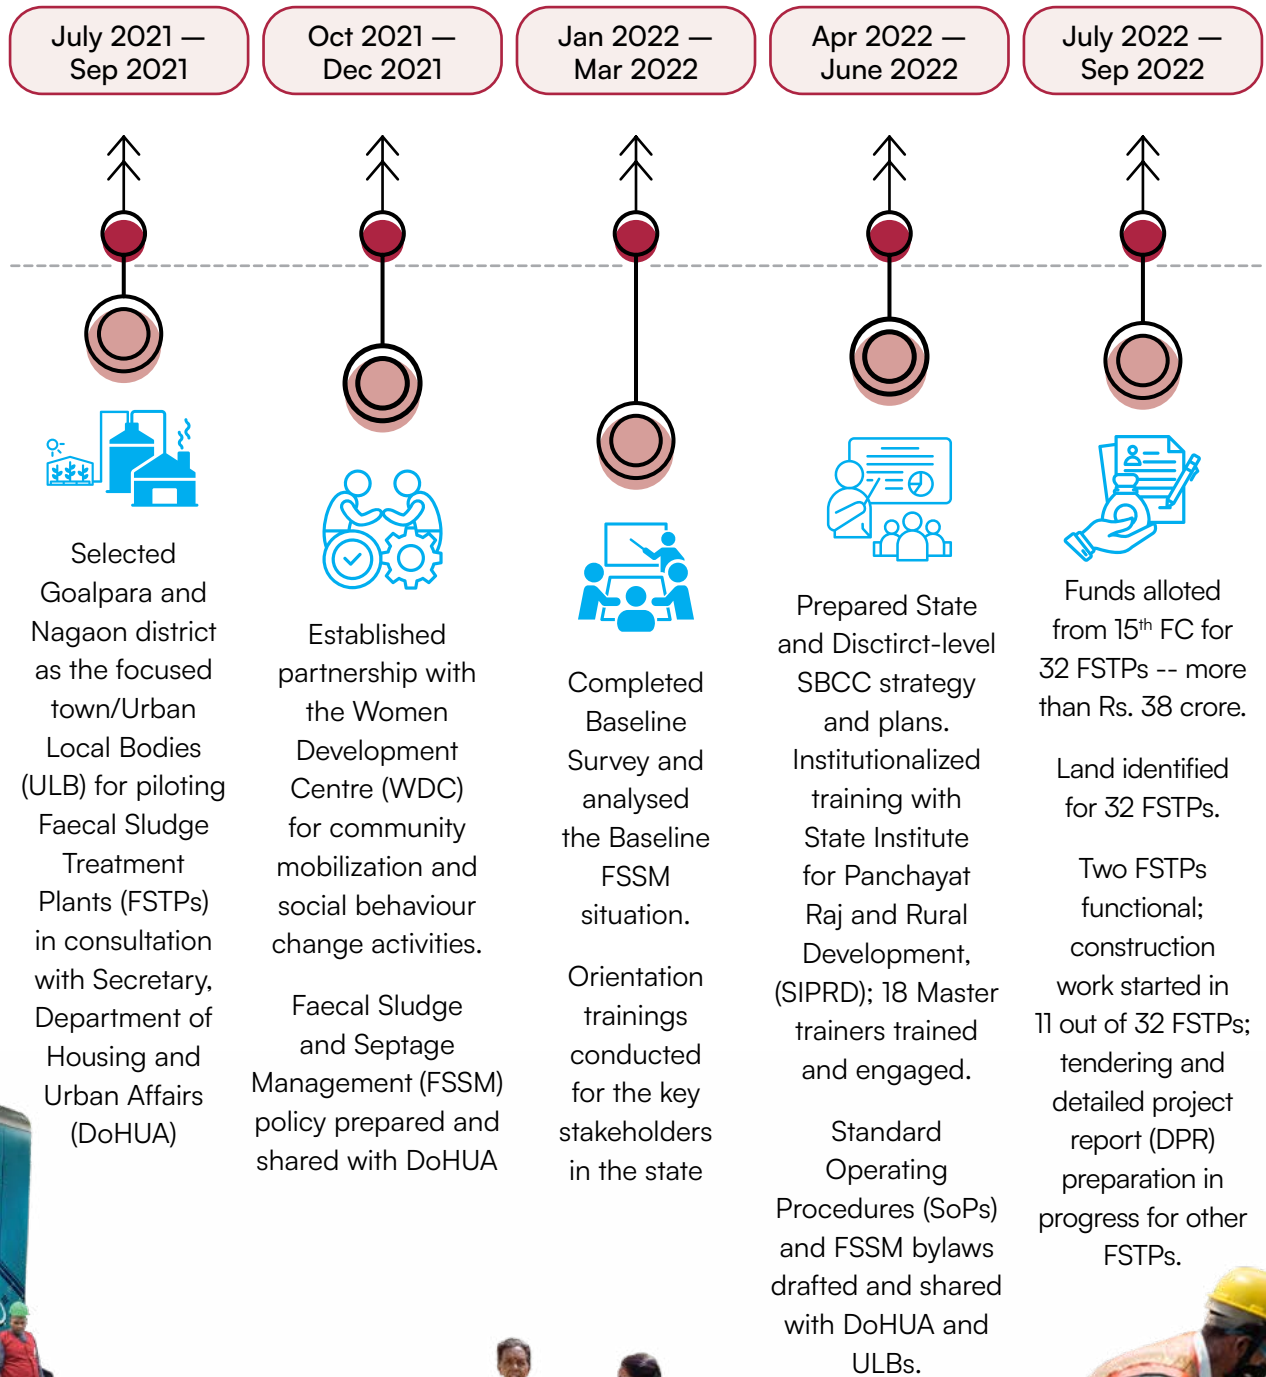 July 2021 –
Sep 2021
Oct 2021 –
Dec 2021
Jan 2022 –
Mar 2022
Apr 2022 –
June 2022
July 2022 –
Sep 2022
Selected
Goalpara and
Nagaon district
as the focused
town/Urban
Local Bodies
(ULB) for piloting
Faecal Sludge
Treatment
Plants (FSTPs)
in consultation
with Secretary,
Department of
Housing and
Urban Affairs
(DoHUA)
Established
partnership with
the Women
Development
Centre (WDC)
for community
mobilization and
social behaviour
change activities.
Faecal Sludge
and Septage
Management (FSSM)
policy prepared and
shared with DoHUA
Completed
Baseline
Survey and
analysed
the Baseline
FSSM
situation.
Orientation
trainings
conducted
for the key
stakeholders
in the state
Prepared State
and Disctirct-level
SBCC strategy
and plans.
Institutionalized
training with
State Institute
for Panchayat
Raj and Rural
Development,
(SIPRD); 18 Master
trainers trained
and engaged.
Standard
Operating
Procedures (SoPs)
and FSSM bylaws
drafted and shared
with DoHUA and
ULBs.
Funds alloted
from 15th FC for
32 FSTPs -- more
than Rs. 38 crore.
Land identified
for 32 FSTPs.
Two FSTPs
functional;
construction
work started in
11 out of 32 FSTPs;
tendering and
detailed project
report (DPR)
preparation in
progress for other
FSTPs.